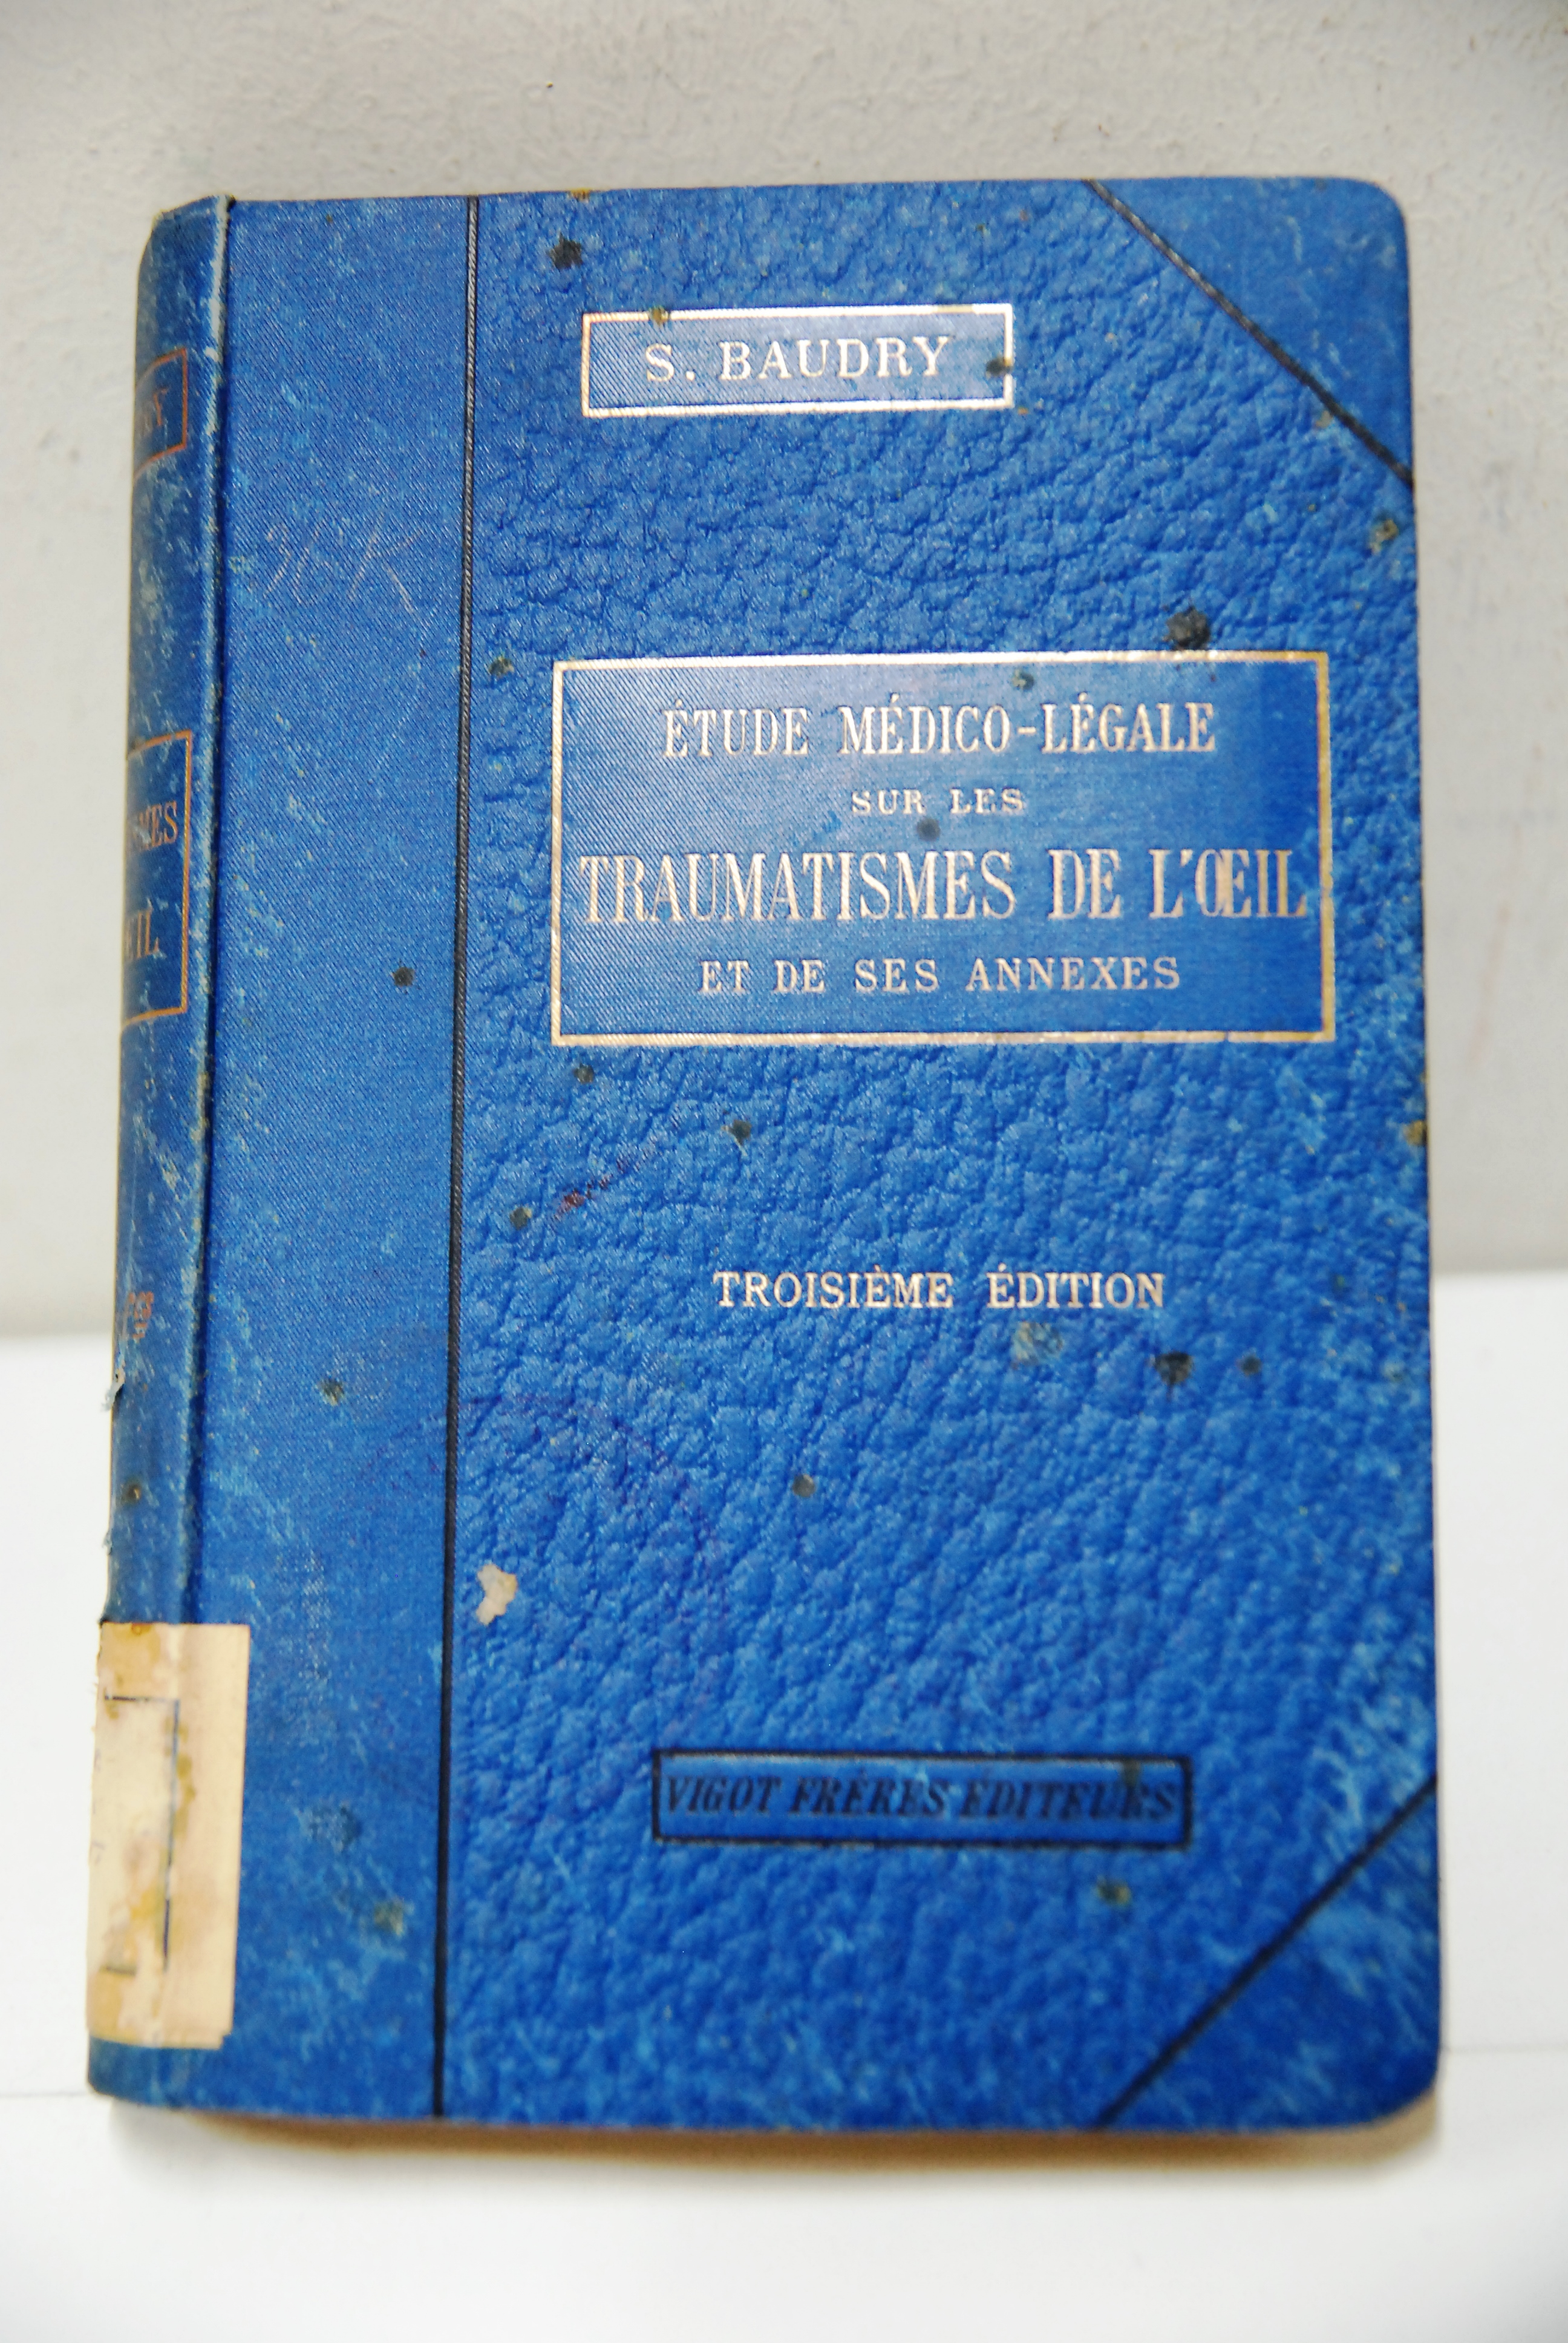 S. BAUDRY
ÉTUDE MÉDICO-LÉGALE
SUR LES
TRAUMATISMES DE L'ŒIL
ET DE SES ANNEXES
TROISIÈME ÉDITION
VIGOT FRÈRES ÉDITEURS